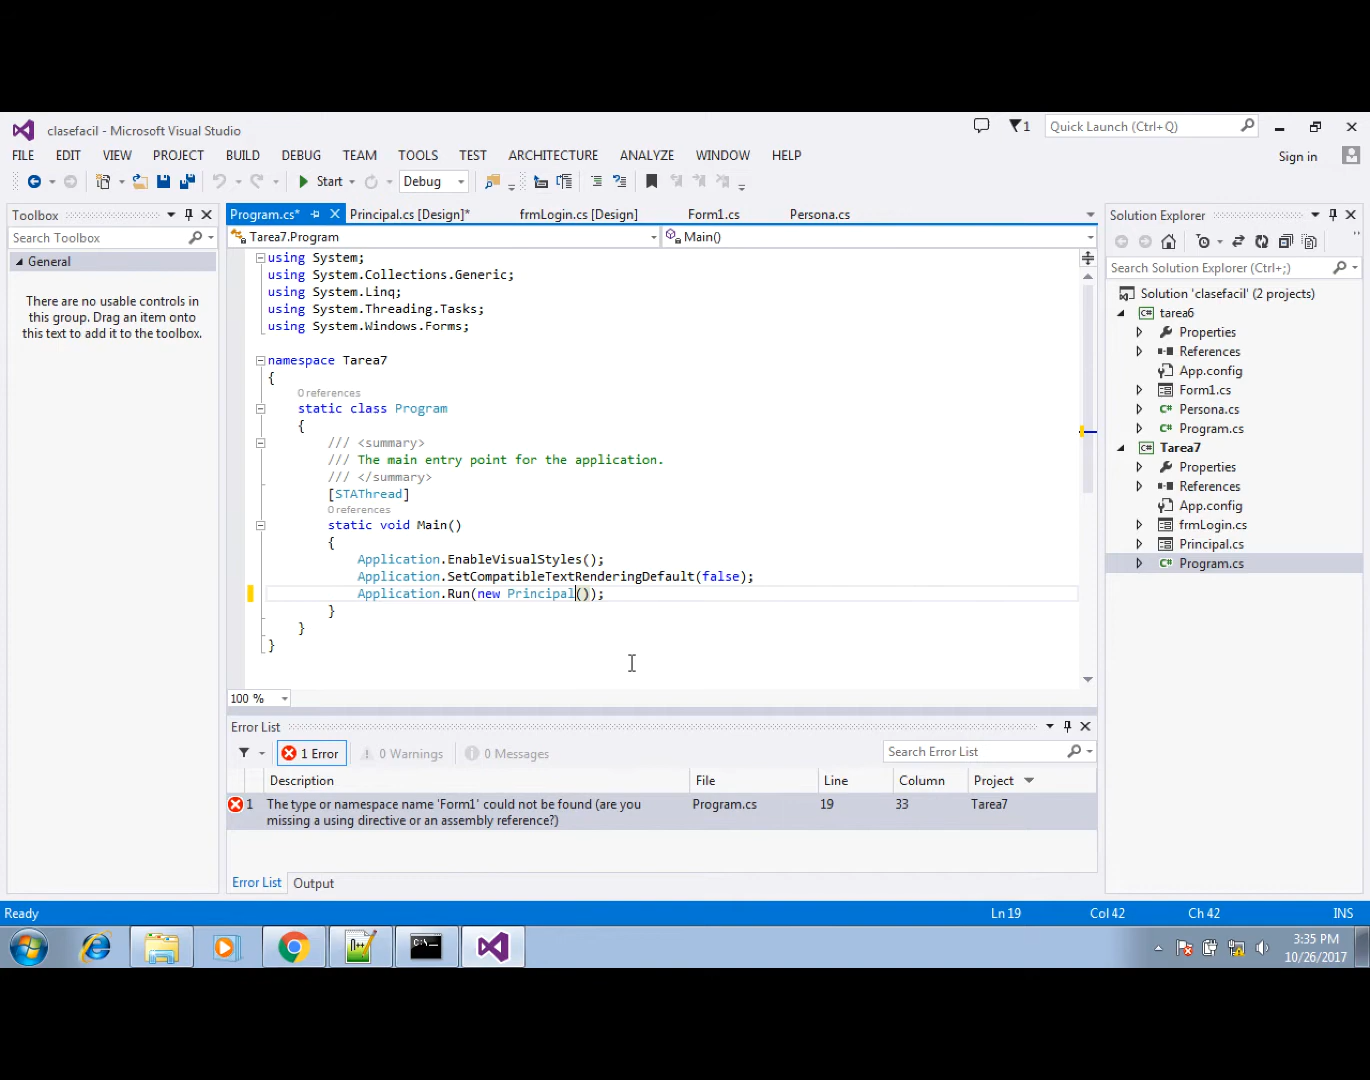 clasefacil - Microsoft Visual Studio
1
Quick Launch (Ctrl+Q)
FILE EDIT VIEW PROJECT BUILD DEBUG TEAM TOOLS TEST ARCHITECTURE ANALYZE WINDOW HELP
Sign in
Start Debug
Toolbox
Search Toolbox
General
There are no usable controls in
this group. Drag an item onto
this text to add it to the toolbox.
Program.cs* Principal.cs [Design]* frmLogin.cs [Design] Form1.cs Persona.cs
Tarea7.Program Main()
using System;
using System.Collections.Generic;
using System.Linq;
using System.Threading.Tasks;
using System.Windows.Forms;
namespace Tarea7
{
0 references
static class Program
{
/// <summary>
/// The main entry point for the application.
/// </summary>
[STAThread]
0 references
static void Main()
{
Application.EnableVisualStyles();
Application.SetCompatibleTextRenderingDefault(false);
Application.Run(new Principal());
}
}
}
100 %
Error List
1 Error 0 Warnings 0 Messages
Search Error List
Description File Line Column Project
1 The type or namespace name 'Form1' could not be found (are you Program.cs 19 33 Tarea7
missing a using directive or an assembly reference?)
Error List Output
Solution Explorer
Search Solution Explorer (Ctrl+;)
Solution 'clasefacil' (2 projects)
C# tarea6
Properties
References
App.config
Form1.cs
C# Persona.cs
C# Program.cs
C# Tarea7
Properties
References
App.config
frmLogin.cs
Principal.cs
C# Program.cs
Ready Ln 19 Col 42 Ch 42 INS
3:35 PM
10/26/2017